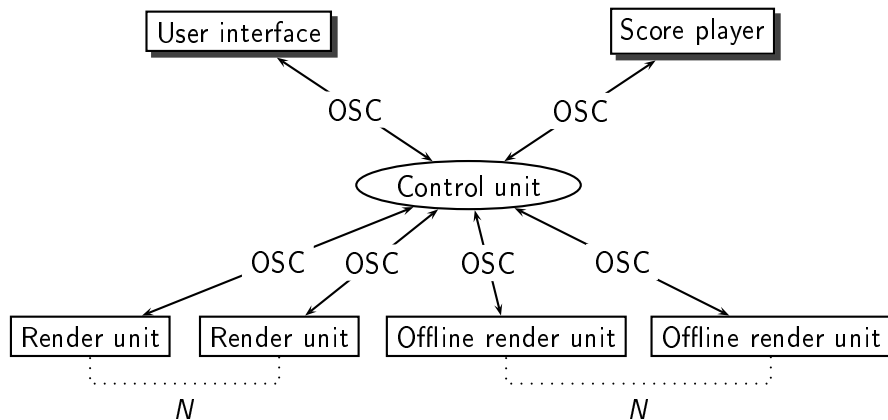 User interface
Score player
OSC
OSC
Control unit
OSC
OSC
OSC
OSC
Render unit
Render unit
Offline render unit
Offline render unit
N
N